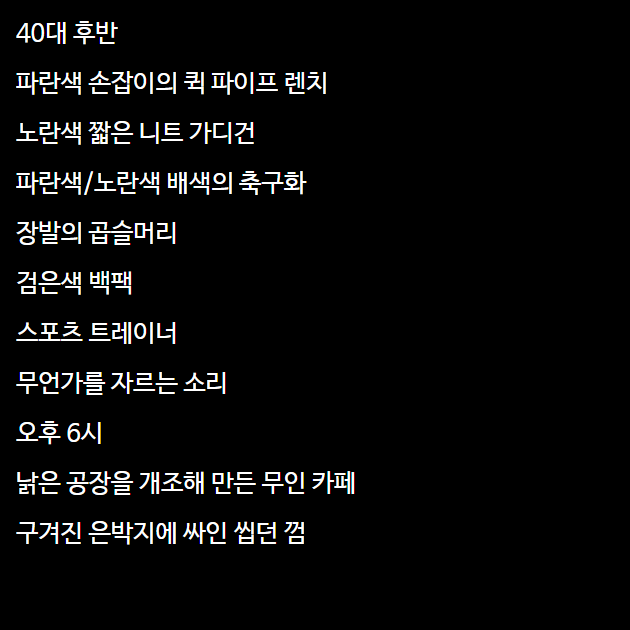 40대 후반
파란색 손잡이의 퀵 파이프 렌치
노란색 짧은 니트 가디건
파란색/노란색 배색의 축구화
장발의 곱슬머리
검은색 백팩
스포츠 트레이너
무언가를 자르는 소리
오후 6시
낡은 공장을 개조해 만든 무인 카페
구겨진 은박지에 싸인 씹던 껌